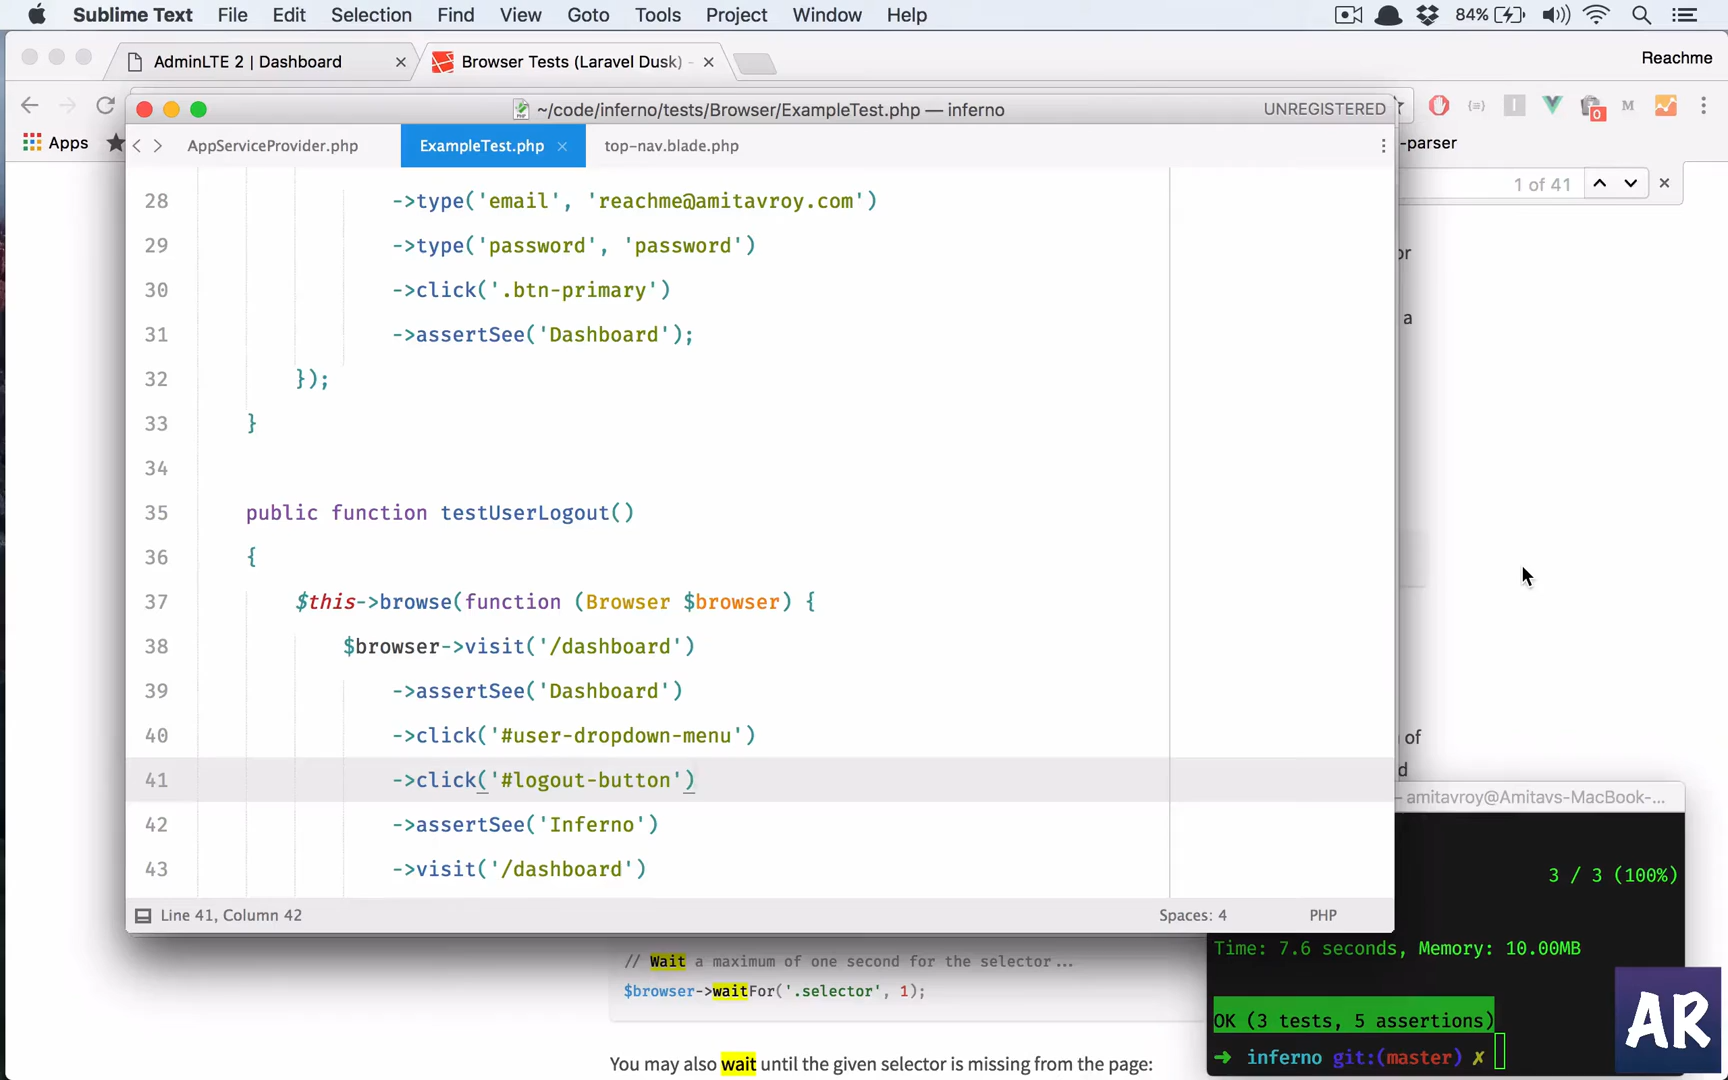 Sublime Text File Edit Selection Find View Goto Tools Project Window Help 84%
AdminLTE 2 | Dashboard × Browser Tests (Laravel Dusk) - × Reachme
~/code/inferno/tests/Browser/ExampleTest.php — inferno UNREGISTERED
0 M
Apps -parser
AppServiceProvider.php ExampleTest.php × top-nav.blade.php
1 of 41
28 ->type('email', 'reachme@amitavroy.com')
29 ->type('password', 'password')
or
30 ->click('.btn-primary')
a
31 ->assertSee('Dashboard');
32 });
33 }
34
35 public function testUserLogout()
36 {
37 $this->browse(function (Browser $browser) {
38 $browser->visit('/dashboard')
39 ->assertSee('Dashboard')
40 ->click('#user-dropdown-menu')
of
41 ->click('#logout-button')
d
– amitavroy@Amitavs-MacBook-...
42 ->assertSee('Inferno')
43 ->visit('/dashboard')
3 / 3 (100%)
Line 41, Column 42 Spaces: 4 PHP
Time: 7.6 seconds, Memory: 10.00MB
// Wait a maximum of one second for the selector...
$browser->waitFor('.selector', 1);
OK (3 tests, 5 assertions)
➜ inferno git:(master) ✗
You may also wait until the given selector is missing from the page:
AR